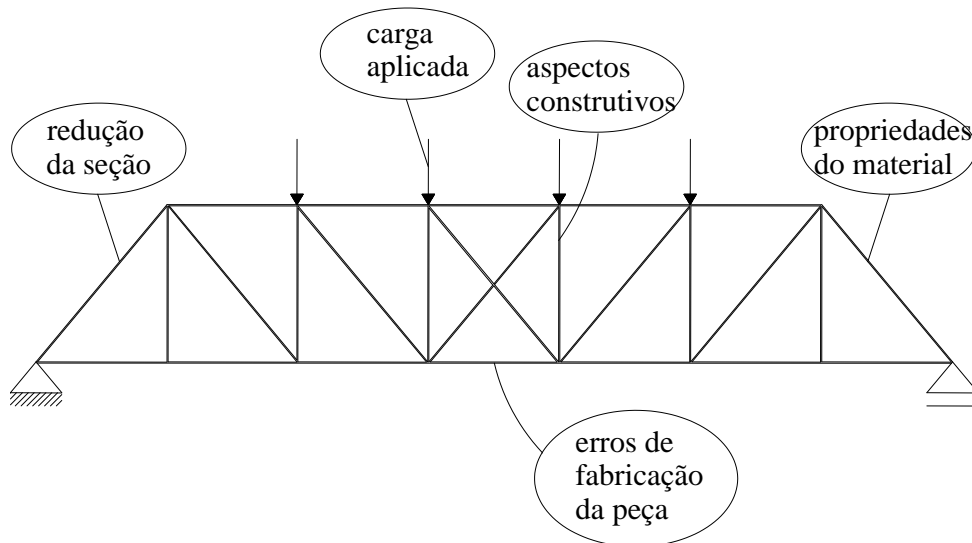 carga
aplicada
aspectos
construtivos
redução
da seção
propriedades
do material
erros de
fabricação
da peça